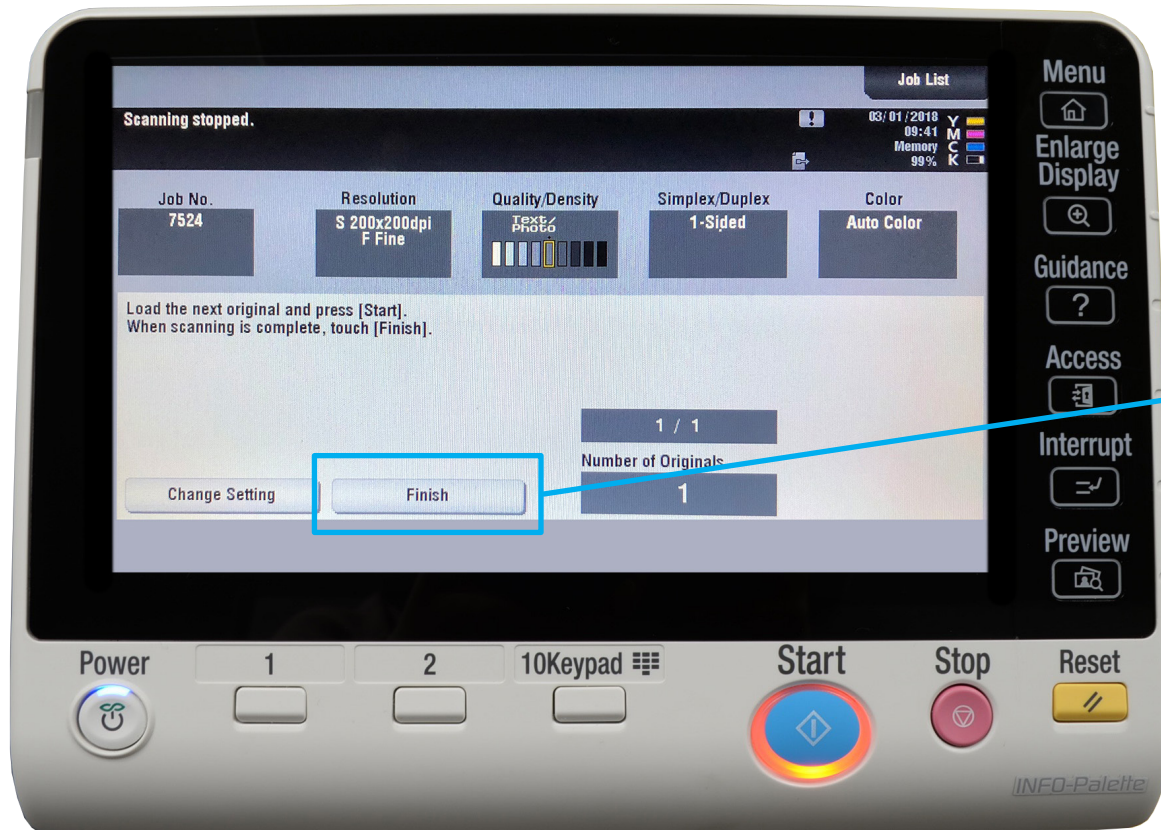 Job List
Scanning stopped.
!
03/01/2018
09:41
Memory
99%
Y
M
C
K
Job No.
7524
Resolution
S 200x200dpi
F Fine
Quality/Density
Text/
Photo
Simplex/Duplex
1-Sided
Color
Auto Color
Load the next original and press [Start].
When scanning is complete, touch [Finish].
1 / 1
Number of Originals
1
Change Setting
Finish
Menu
Enlarge
Display
Guidance
?
Access
Interrupt
Preview
Power
1
2
10Keypad
Start
Stop
Reset
INFO-Palette